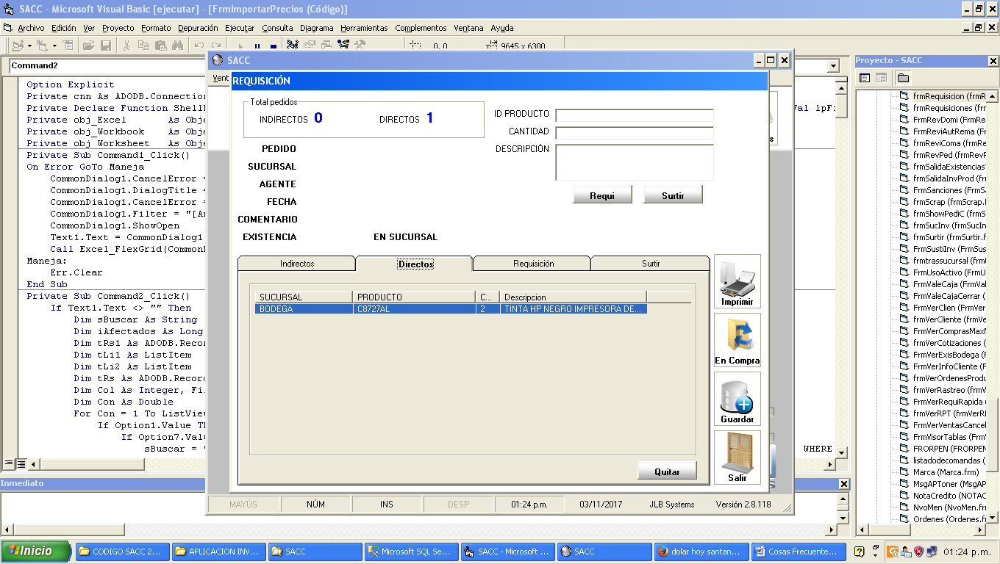 SACC - Microsoft Visual Basic [ejecutar] - [FrmImportarPrecios (Código)]
Archivo Edición Ver Proyecto Formato Depuración Ejecutar Consulta Diagrama Herramientas Complementos Ventana Ayuda
0, 0 9645 x 6300
Command2
Option Explicit
Private cnn As ADODB.Connection
Private Declare Function Shell
Val lpFi
Private obj_Excel As Obje
Private obj_Workbook As Obje
Private obj_Worksheet As Obje
Private Sub Command1_Click()
On Error GoTo Maneja
CommonDialog1.CancelError =
CommonDialog1.DialogTitle =
CommonDialog1.CancelError =
CommonDialog1.Filter = "[Ar
CommonDialog1.ShowOpen
Text1.Text = CommonDialog1
Call Excel_FlexGrid(Common
Maneja:
Err.Clear
End Sub
Private Sub Command2_Click()
If Text1.Text <> "" Then
Dim sBuscar As String
Dim iAfectados As Long
Dim tRs1 As ADODB.Recor
Dim tLi1 As ListItem
Dim tLi2 As ListItem
Dim tRs As ADODB.Record
Dim Col As Integer, Fil
Dim Con As Double
For Con = 1 To ListView
If Option1.Value Th
If Option7.Valu
sBuscar = "
WHERE
Inmediato
SACC
Vent
REQUISICIÓN
Total pedidos
INDIRECTOS 0 DIRECTOS 1
ID PRODUCTO
CANTIDAD
DESCRIPCIÓN
Requi Surtir
PEDIDO
SUCURSAL
AGENTE
FECHA
COMENTARIO
EXISTENCIA EN SUCURSAL
Indirectos Directos Requisición Surtir
SUCURSAL PRODUCTO C... Descripcion
BODEGA C8727AL 2 TINTA HP NEGRO IMPRESORA DE...
Quitar
Imprimir
En Compra
Guardar
Salir
MAYÚS NÚM INS DESP 01:24 p.m. 03/11/2017 JLB Systems Versión 2.8.118
Proyecto - SACC
frmRequisicion (frmR
frmRequisiciones (fr
FrmRevDomi (FrmRe
FrmReviAutRema (fr
FrmReviComa (frmR
frmRevPed (frmRevP
frmSalidaExistencias
frmSalidaInvProd (fr
FrmSanciones (FrmS
frmScrap (frmScrap.
frmShowPediC (frmS
frmSucInv (frmSucIn
frmSurtir (frmSurtir.f
FrmSustInv (FrmSu
frmtrassucursal (frm
FrmUsoActivo (FrmU
FrmValeCaja (FrmVal
FrmValeCajaCerrar (
FrmVerClien (FrmVer
FrmVerCliente (FrmVe
FrmVerComprasMaxM
FrmVerCotizaciones (
FrmVerExisBodega (F
FrmVerInfoCliente (F
frmVerOrdenesProdu
frmVerRastreo (frmV
FrmVerRequiRapida (
frmVerRPT (frmVerRP
FrmVerVentasCancel
FrmVisorTablas (FrmV
FRORPEN (FRORPEN
listadodecomandas (
Marca (Marca.frm)
MsgAPToner (MsgAP
NotaCredito (NOTAC
NvoMen (NvoMen.fr
Ordenes (Ordenes.fr
Inicio CODIGO SACC 2... APLICACION INV... SACC Microsoft SQL Se... SACC - Microsoft ... SACC dolar hoy santan... Cosas Frecuente... 01:24 p.m.